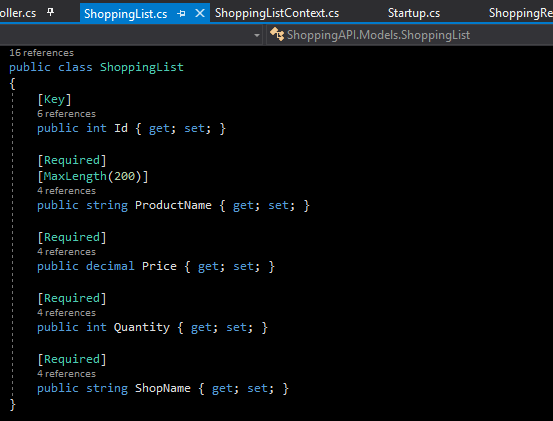 oller.cs ShoppingList.cs ShoppingListContext.cs Startup.cs ShoppingRe
ShoppingAPI.Models.ShoppingList
16 references
public class ShoppingList
{
[Key]
6 references
public int Id { get; set; }
[Required]
[MaxLength(200)]
4 references
public string ProductName { get; set; }
[Required]
4 references
public decimal Price { get; set; }
[Required]
4 references
public int Quantity { get; set; }
[Required]
4 references
public string ShopName { get; set; }
}